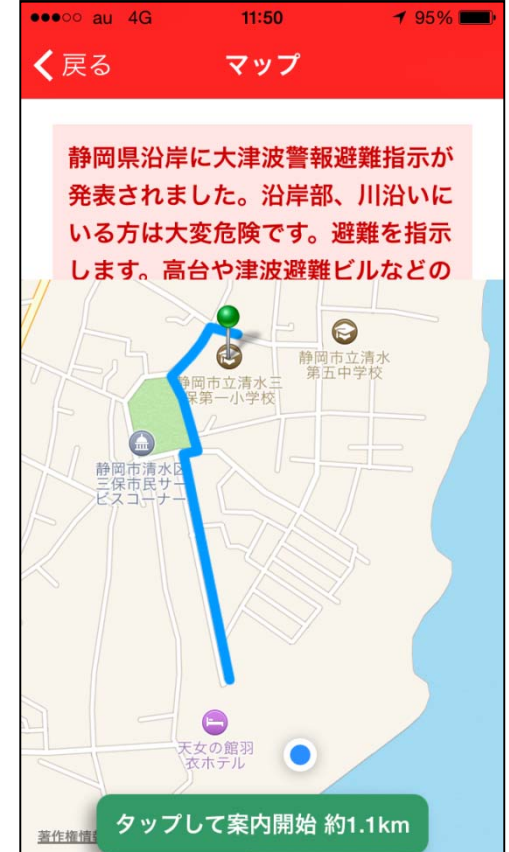 au 4G 11:50 95%
戻る マップ
静岡県沿岸に大津波警報避難指示が
発表されました。沿岸部、川沿いに
いる方は大変危険です。避難を指示
します。高台や津波避難ビルなどの
静岡市立清水
第五中学校
静岡市立清水三
保第一小学校
静岡市清水区
三保市民サー
ビスコーナー
天女の館羽
衣ホテル
タップして案内開始 約1.1km
著作権情